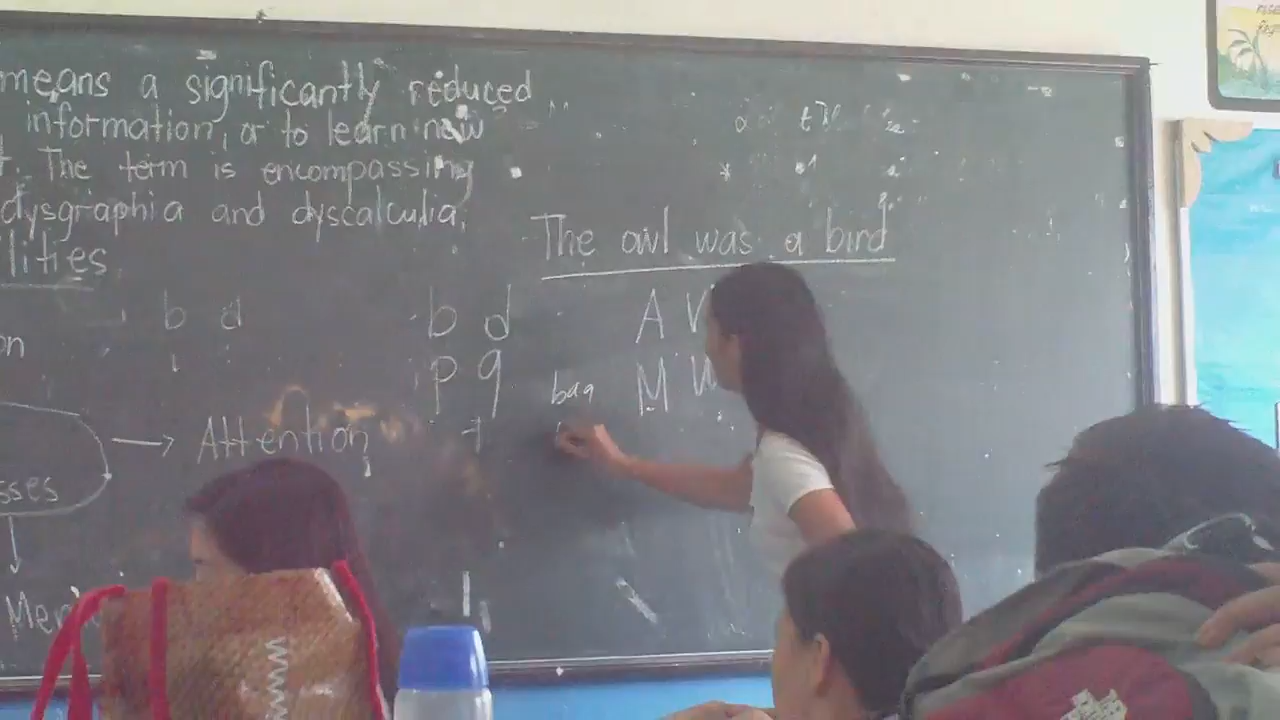 means a significantly reduced
information, or to learn new
The term is encompassing
dysgraphia and dyscalculia.
lities
The owl was a bird
b d
b d
A V
on
p q
M W
bag
→ Attention
sses
www